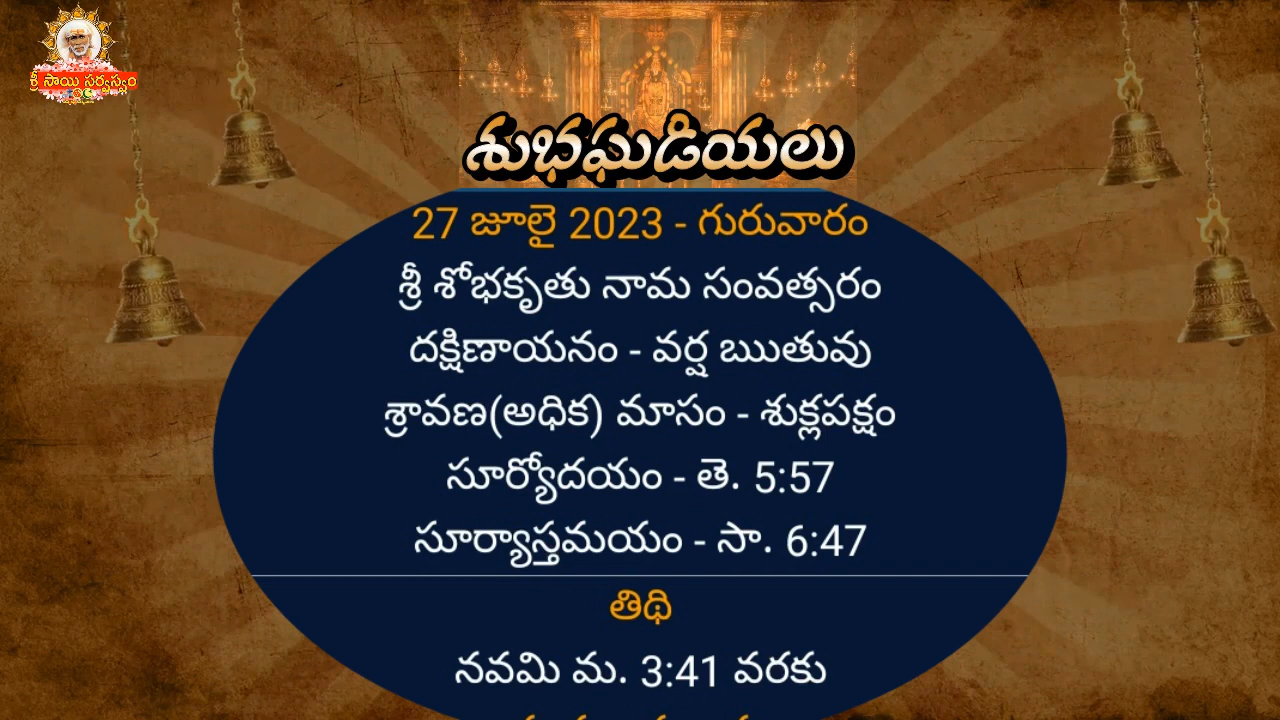 శ్రీ సాయి సర్వస్వం
శుభఘడియలు
27 జూలై 2023 - గురువారం
శ్రీ శోభకృతు నామ సంవత్సరం
దక్షిణాయనం - వర్ష ఋతువు
శ్రావణ(అధిక) మాసం - శుక్లపక్షం
సూర్యోదయం - తె. 5:57
సూర్యాస్తమయం - సా. 6:47
తిథి
నవమి మ. 3:41 వరకు